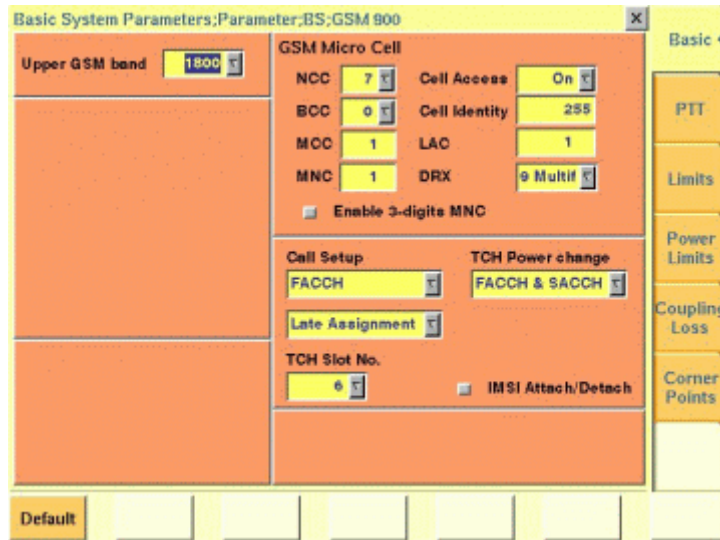 Basic System Parameters;Parameter;BS;GSM 900
Upper GSM band 1800
GSM Micro Cell
NCC 7 Cell Access On
BCC 0 Cell Identity 255
MCC 1 LAC 1
MNC 1 DRX 9 Multif
Enable 3-digits MNC
Call Setup TCH Power change
FACCH FACCH & SACCH
Late Assignment
TCH Slot No.
6 IMSI Attach/Detach
Basic
PTT
Limits
Power
Limits
Coupling
Loss
Corner
Points
Default